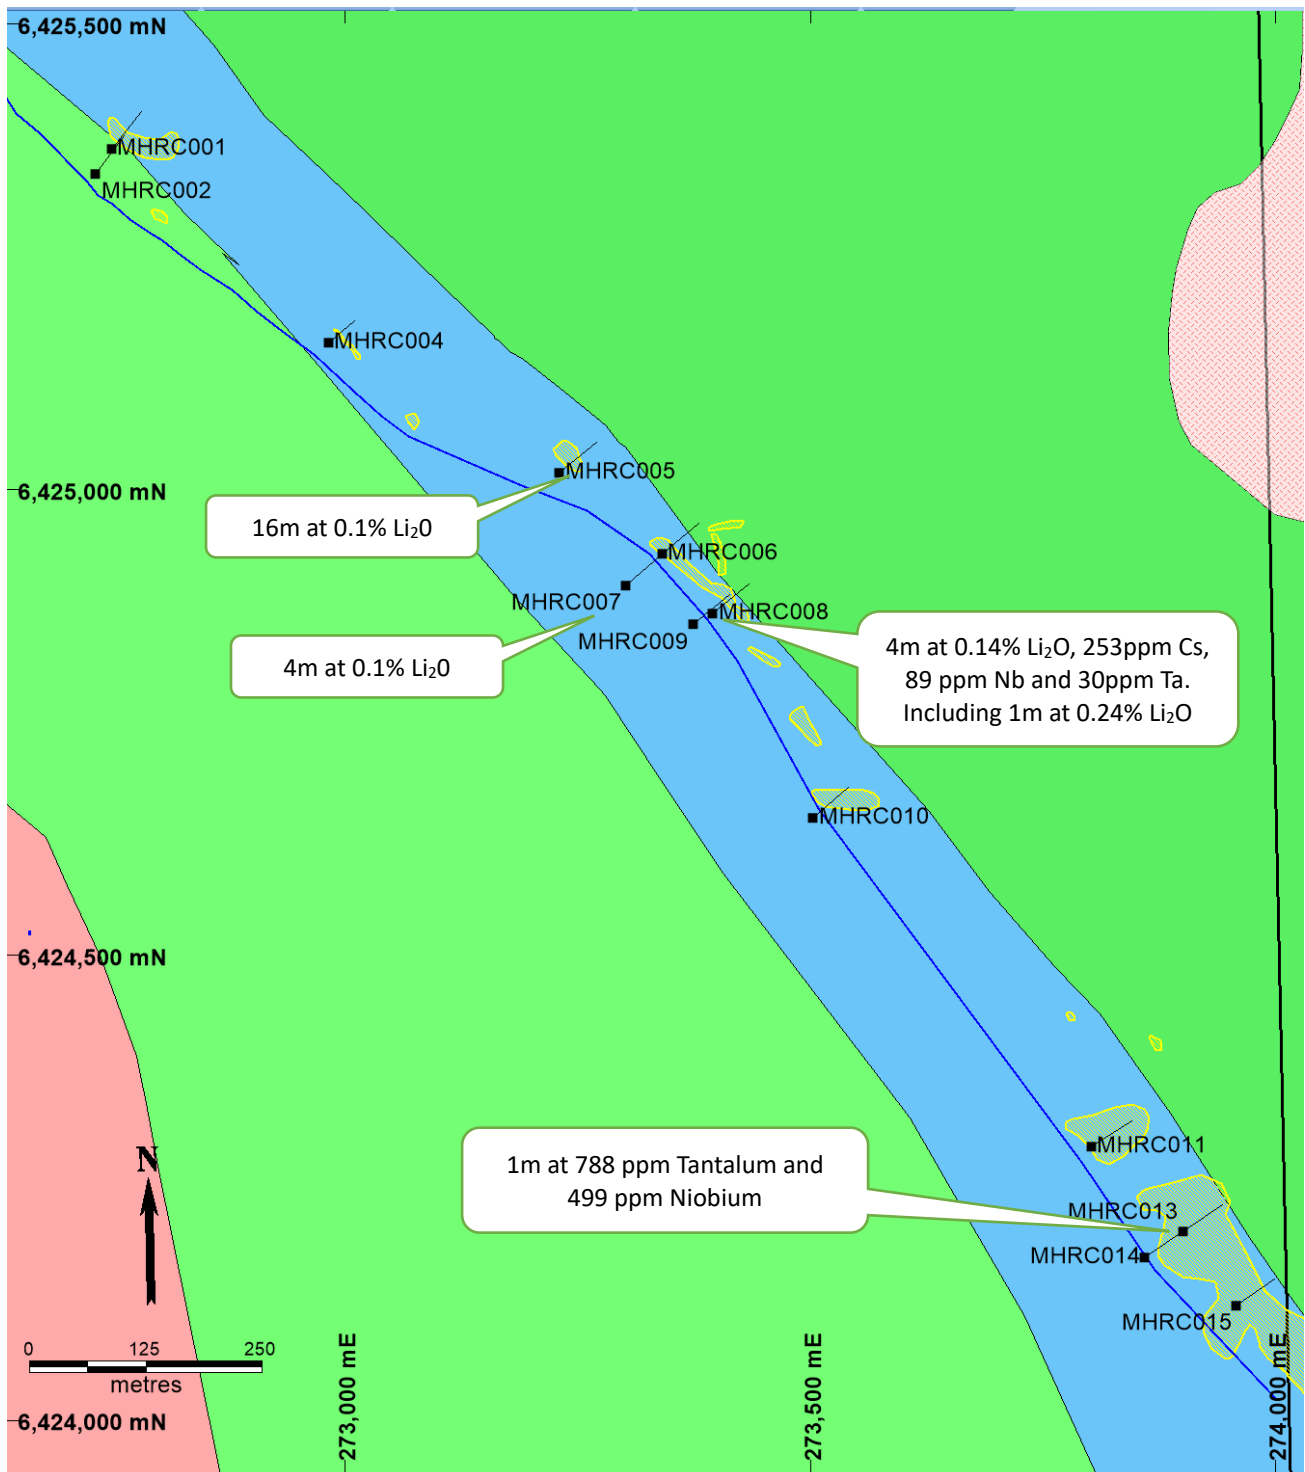 6,425,500 mN
MHRC001
MHRC002
MHRC004
MHRC005
6,425,000 mN
16m at 0.1% Li₂0
MHRC006
MHRC007
MHRC008
MHRC009
4m at 0.1% Li₂0
4m at 0.14% Li₂O, 253ppm Cs,
89 ppm Nb and 30ppm Ta.
Including 1m at 0.24% Li₂O
MHRC010
6,424,500 mN
MHRC011
1m at 788 ppm Tantalum and
499 ppm Niobium
N
MHRC013
MHRC014
MHRC015
0 125 250
metres
273,000 mE
273,500 mE
274,000 mE
6,424,000 mN